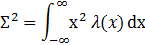 Σ² = ∫_{-∞}^{∞} x² λ(x) dx